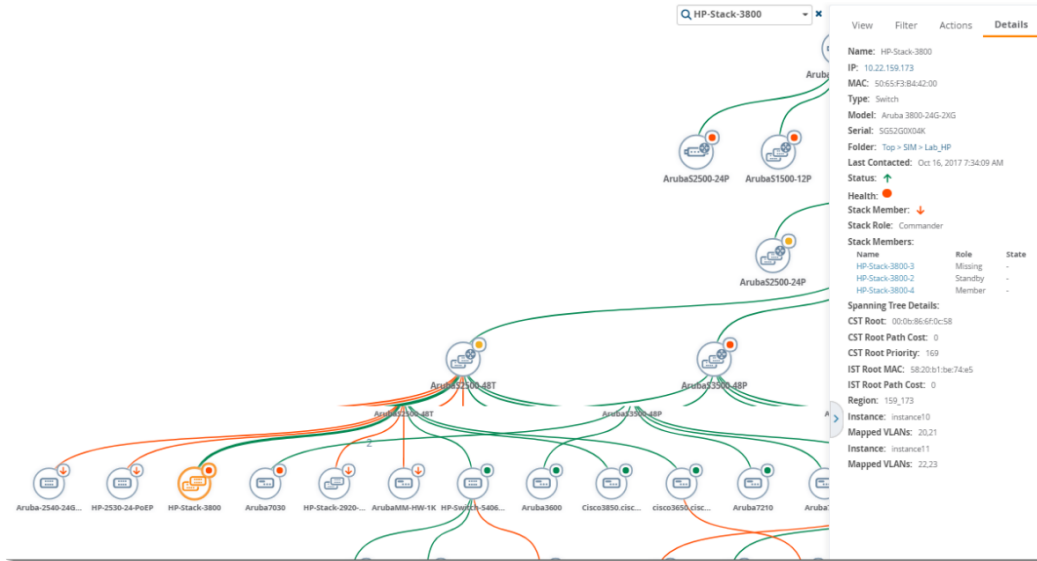 HP-Stack-3800
View Filter Actions Details
Name: HP-Stack-3800
IP: 10.22.159.173
MAC: 50:65:F3:B4:42:00
Type: Switch
Model: Aruba 3800-24G-2XG
Serial: SG52G0X04K
Folder: Top > SIM > Lab_HP
Last Contacted: Oct 16, 2017 7:34:09 AM
Status:
Health:
Stack Member:
Stack Role: Commander
Stack Members:
Name Role State
HP-Stack-3800-3 Missing -
HP-Stack-3800-2 Standby -
HP-Stack-3800-4 Member -
Spanning Tree Details:
CST Root: 00:0b:86:6f:0c:58
CST Root Path Cost: 0
CST Root Priority: 169
IST Root MAC: 58:20:b1:be:74:e5
IST Root Path Cost: 0
Region: 159_173
Instance: instance10
Mapped VLANs: 20,21
Instance: instance11
Mapped VLANs: 22,23
Aruba
ArubaS2500-24P ArubaS1500-12P
ArubaS2500-24P
ArubaS2500-48T ArubaS3500-48P
ArubaS2500-48T ArubaS3500-48P A
2
Aruba-2540-24G... HP-2530-24-PoEP HP-Stack-3800 Aruba7030 HP-Stack-2920-... ArubaMM-HW-1K HP-Switch-5406... Aruba3600 Cisco3850.cisc... cisco3650.cisc... Aruba7210